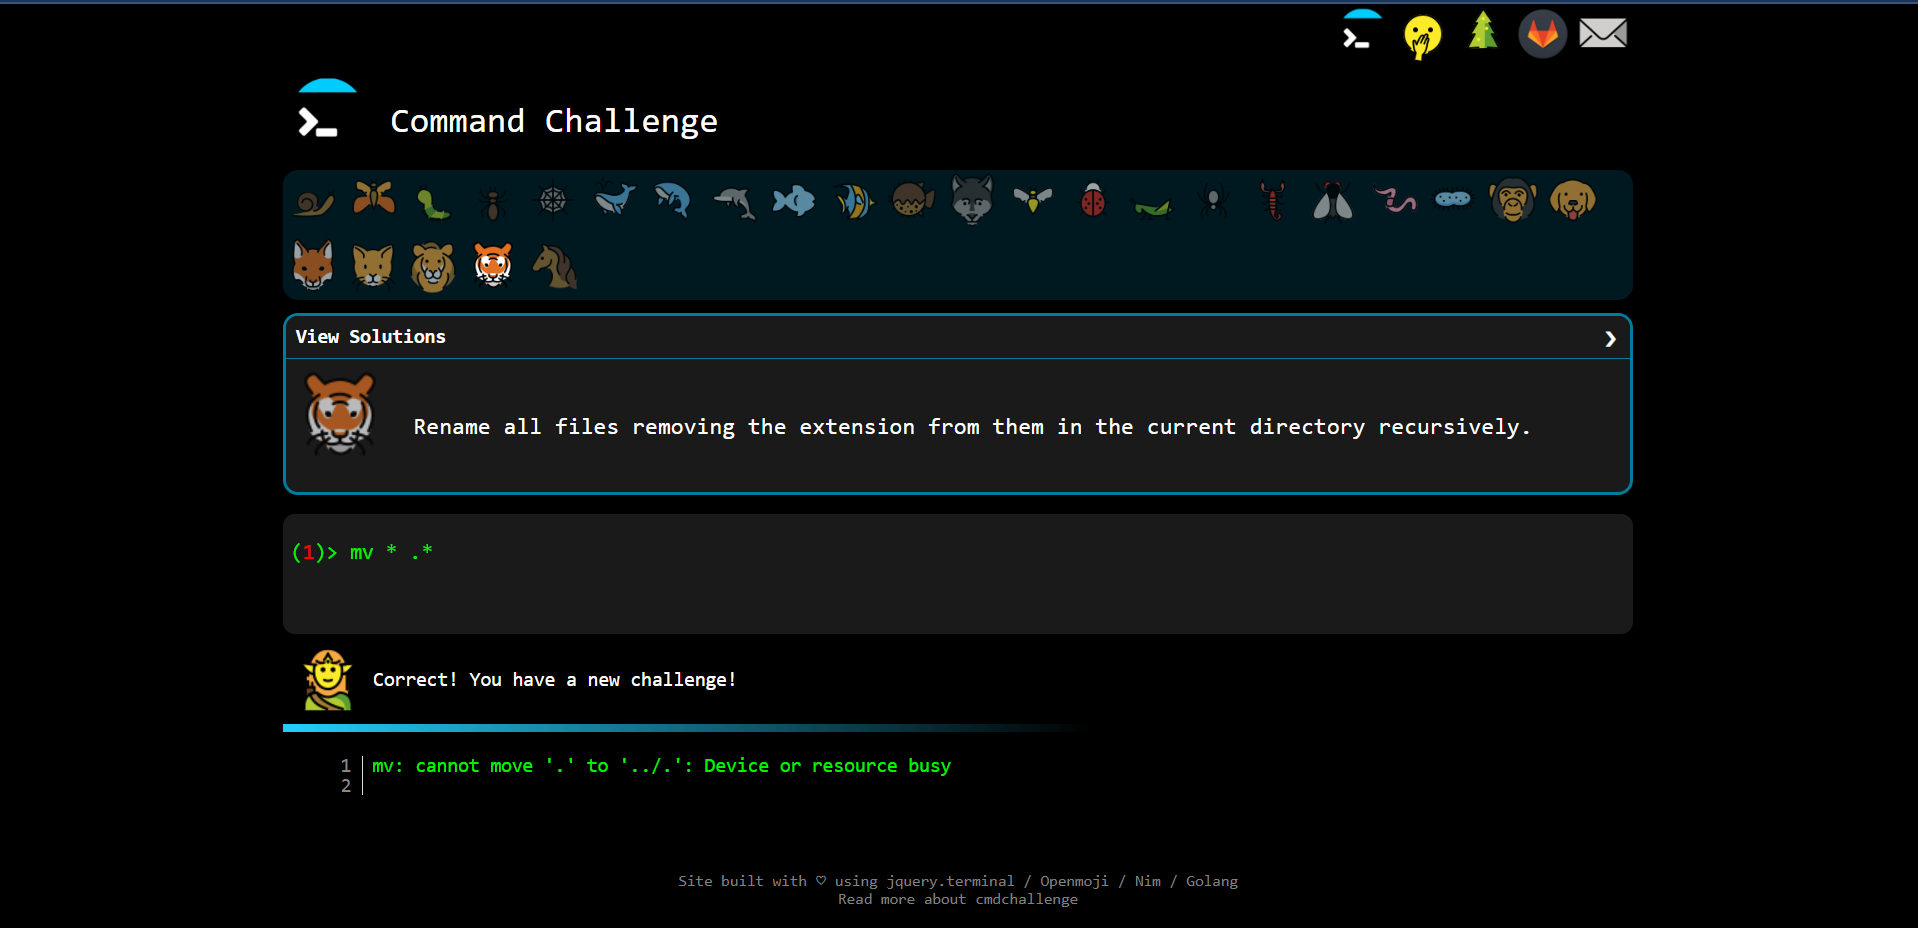 Command Challenge
View Solutions
Rename all files removing the extension from them in the current directory recursively.
(1)> mv * .*
Correct! You have a new challenge!
1 mv: cannot move '.' to '../.': Device or resource busy
2
Site built with ♡ using jquery.terminal / Openmoji / Nim / Golang
Read more about cmdchallenge